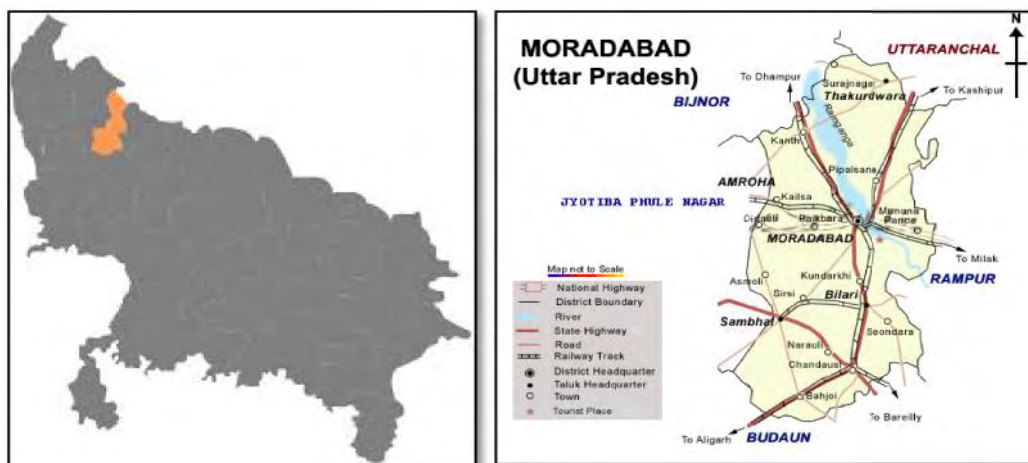 MORADABAD
(Uttar Pradesh)
N
UTTARANCHAL
To Dhampur
Surajnagar
Thakurdwara
To Kashipur
BIJNOR
Ramganga
Kanth
Pipalsana
AMROHA
Kailsa
JYOTIBA PHULE NAGAR
Paikbara
MORADABAD
To Milak
Map not to Scale
RAMPUR
National Highway
District Boundary
River
State Highway
Road
Railway Track
District Headquarter
Taluk Headquarter
Town
Tourist Place
Asmoli
Sirsi
Kundarkhi
Bilari
Sambhal
Seondara
Narauli
Chandausi
Bahjoi
To Bareilly
To Aligarh
BUDAUN